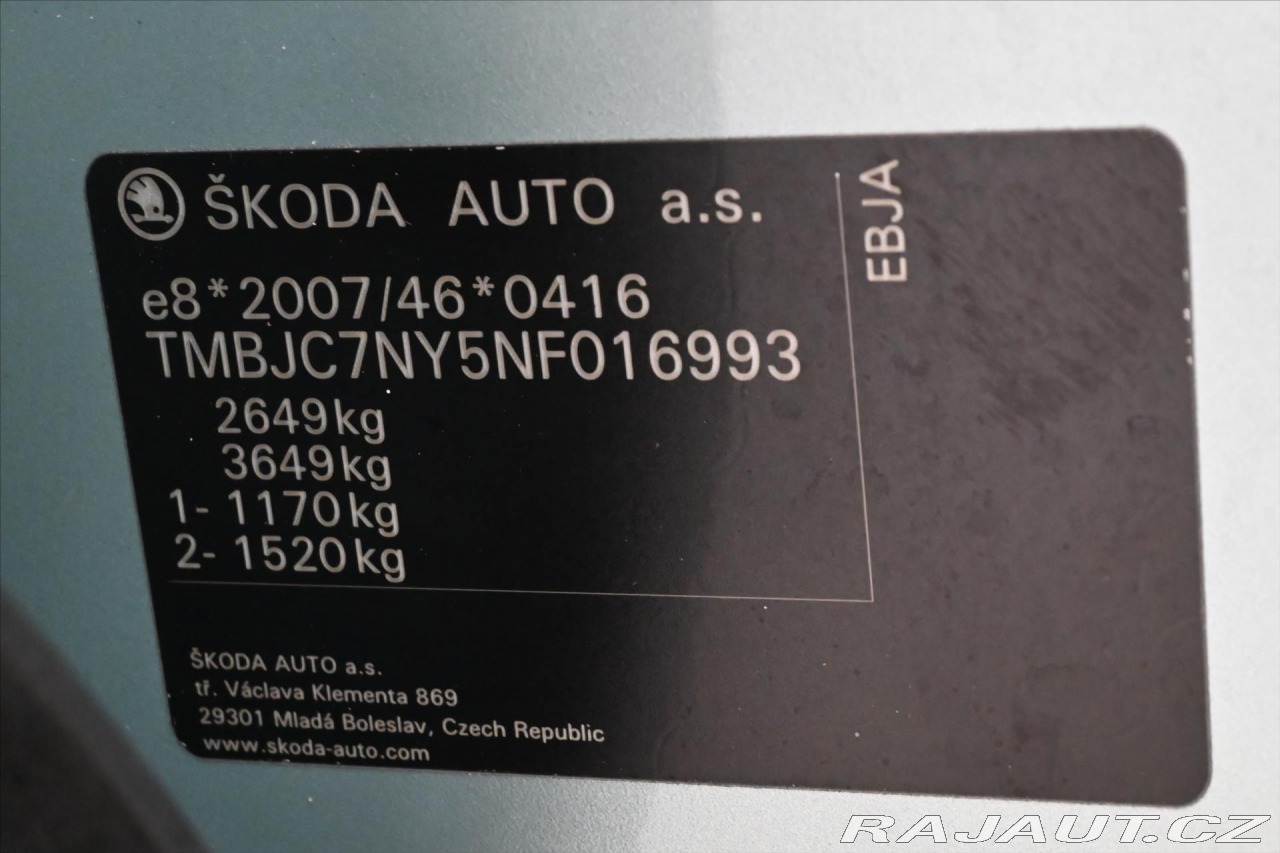 ŠKODA AUTO a.s.
e8*2007/46*0416
TMBJC7NY5NF016993
2649kg
3649kg
1- 1170kg
2- 1520kg
EBJA
ŠKODA AUTO a.s.
tř. Václava Klementa 869
29301 Mladá Boleslav, Czech Republic
www.skoda-auto.com
RAJAUT.CZ